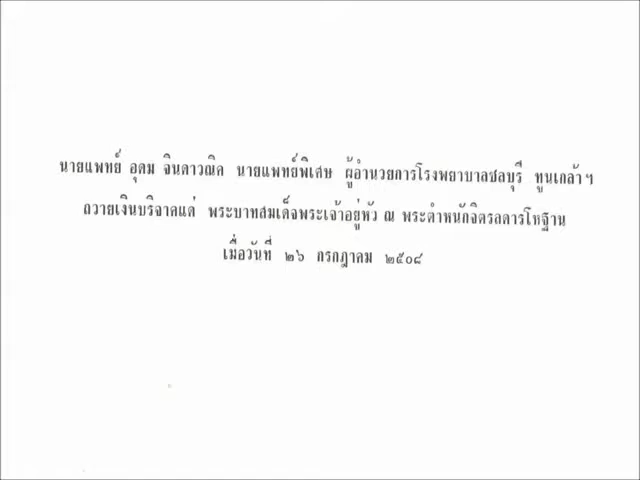 นายแพทย์ อุดม จินดาวณิค นายแพทย์พิเศษ ผู้อำนวยการโรงพยาบาลชลบุรี ทูนเกล้าฯ
ถวายเงินบริจาคแด่ พระบาทสมเด็จพระเจ้าอยู่หัว ณ พระตำหนักจิตรลดารโหฐาน
เมื่อวันที่ ๒๖ กรกฎาคม ๒๕๐๘